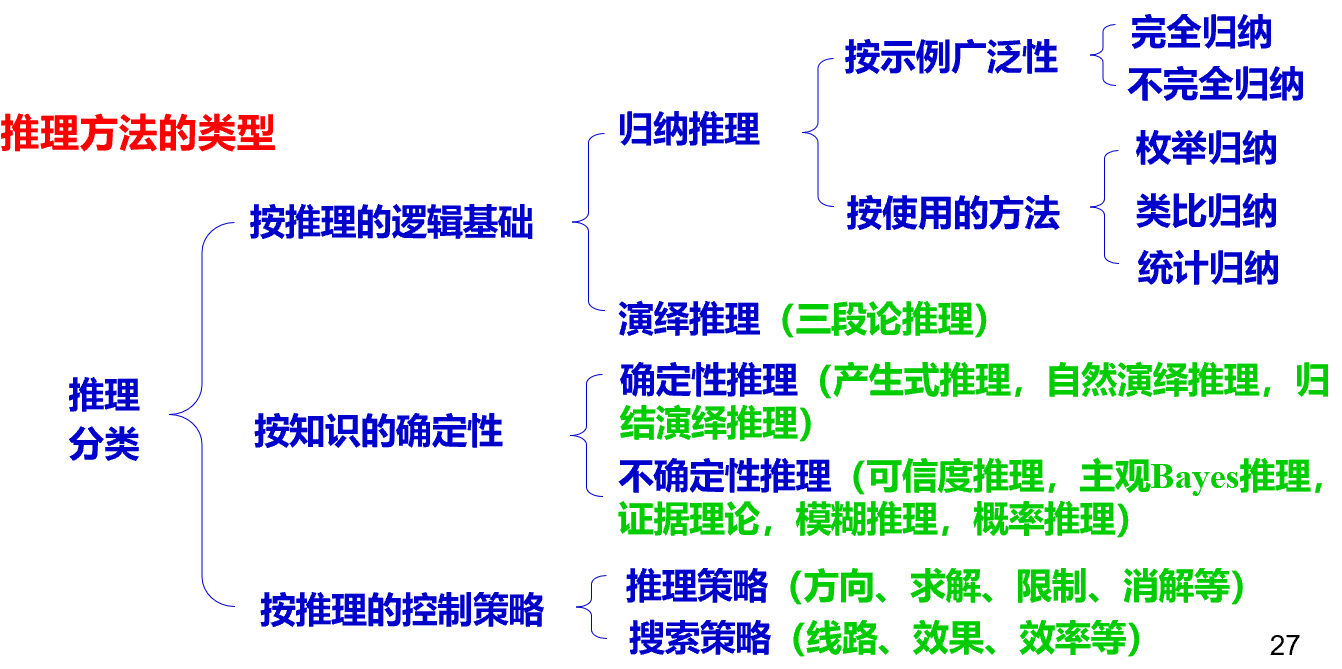 推理方法的类型
推理
分类
按推理的逻辑基础
归纳推理
按示例广泛性
完全归纳
不完全归纳
按使用的方法
枚举归纳
类比归纳
统计归纳
演绎推理（三段论推理）
按知识的确定性
确定性推理（产生式推理，自然演绎推理，归
结演绎推理）
不确定性推理（可信度推理，主观Bayes推理，
证据理论，模糊推理，概率推理）
按推理的控制策略
推理策略（方向、求解、限制、消解等）
搜索策略（线路、效果、效率等）
27